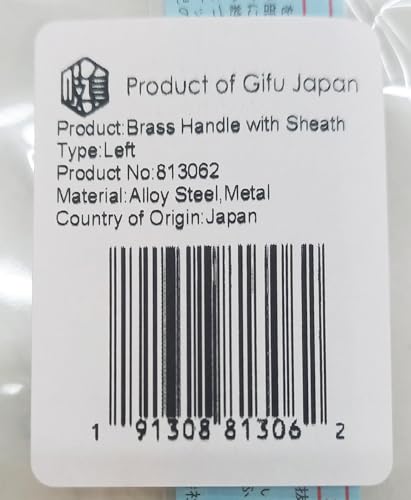 Product of Gifu Japan
Product:Brass Handle with Sheath
Type:Left
Product No:813062
Material:Alloy Steel,Metal
Country of Origin:Japan
1 91308 81306 2